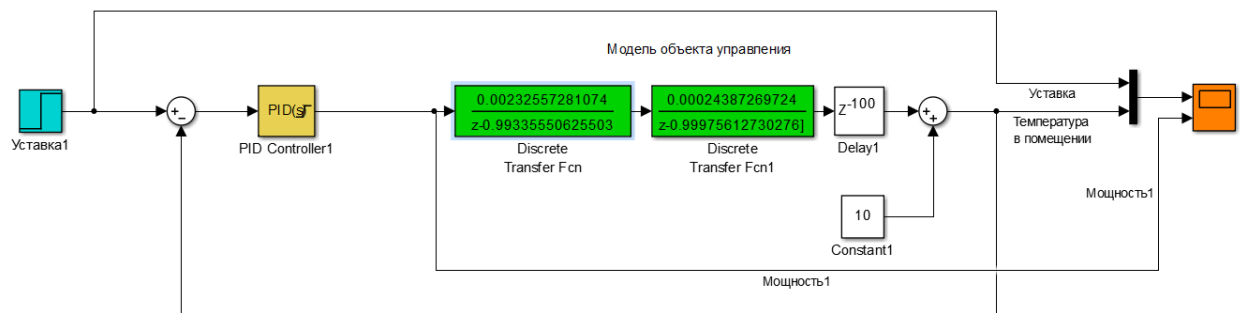 Модель объекта управления
Уставка1
+
−
PID(s)
PID Controller1
0.00232557281074
z-0.99335550625503
Discrete
Transfer Fcn
0.00024387269724
z-0.99975612730276]
Discrete
Transfer Fcn1
Z-100
Delay1
+
+
10
Constant1
Уставка
Температура
в помещении
Мощность1
Мощность1